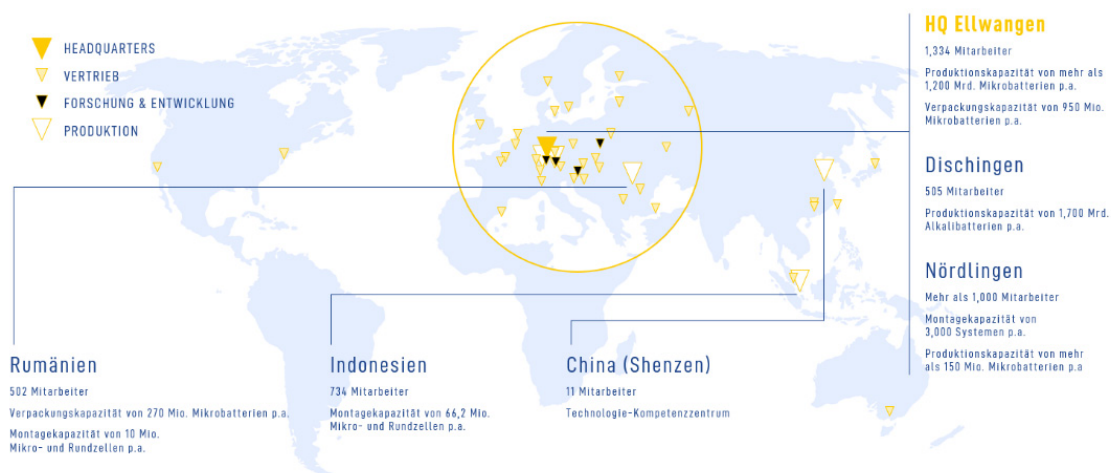 HEADQUARTERS
VERTRIEB
FORSCHUNG & ENTWICKLUNG
PRODUKTION
HQ Ellwangen
1,334 Mitarbeiter
Produktionskapazität von mehr als
1,200 Mrd. Mikrobatterien p.a.
Verpackungskapazität von 950 Mio.
Mikrobatterien p.a.
Dischingen
505 Mitarbeiter
Produktionskapazität von 1,700 Mrd.
Alkalibatterien p.a.
Nördlingen
Mehr als 1,000 Mitarbeiter
Montagekapazität von
3,000 Systemen p.a.
Produktionskapazität von mehr
als 150 Mio. Mikrobatterien p.a
Rumänien
502 Mitarbeiter
Verpackungskapazität von 270 Mio. Mikrobatterien p.a.
Montagekapazität von 10 Mio.
Mikro- und Rundzellen p.a.
Indonesien
734 Mitarbeiter
Montagekapazität von 66,2 Mio.
Mikro- und Rundzellen p.a.
China (Shenzen)
11 Mitarbeiter
Technologie-Kompetenzzentrum